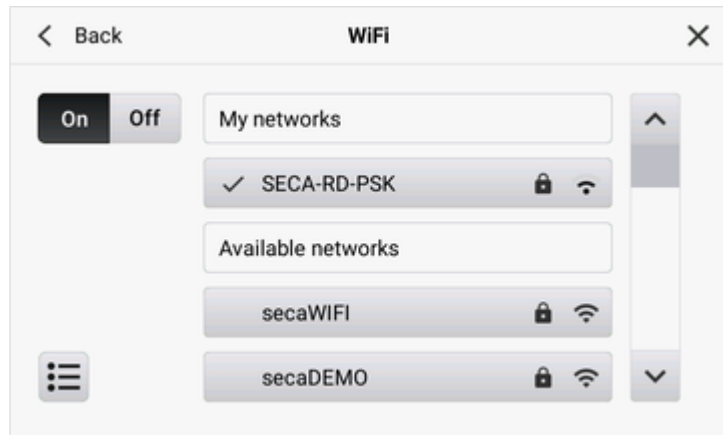 Back
WiFi
On
Off
My networks
SECA-RD-PSK
Available networks
secaWIFI
secaDEMO